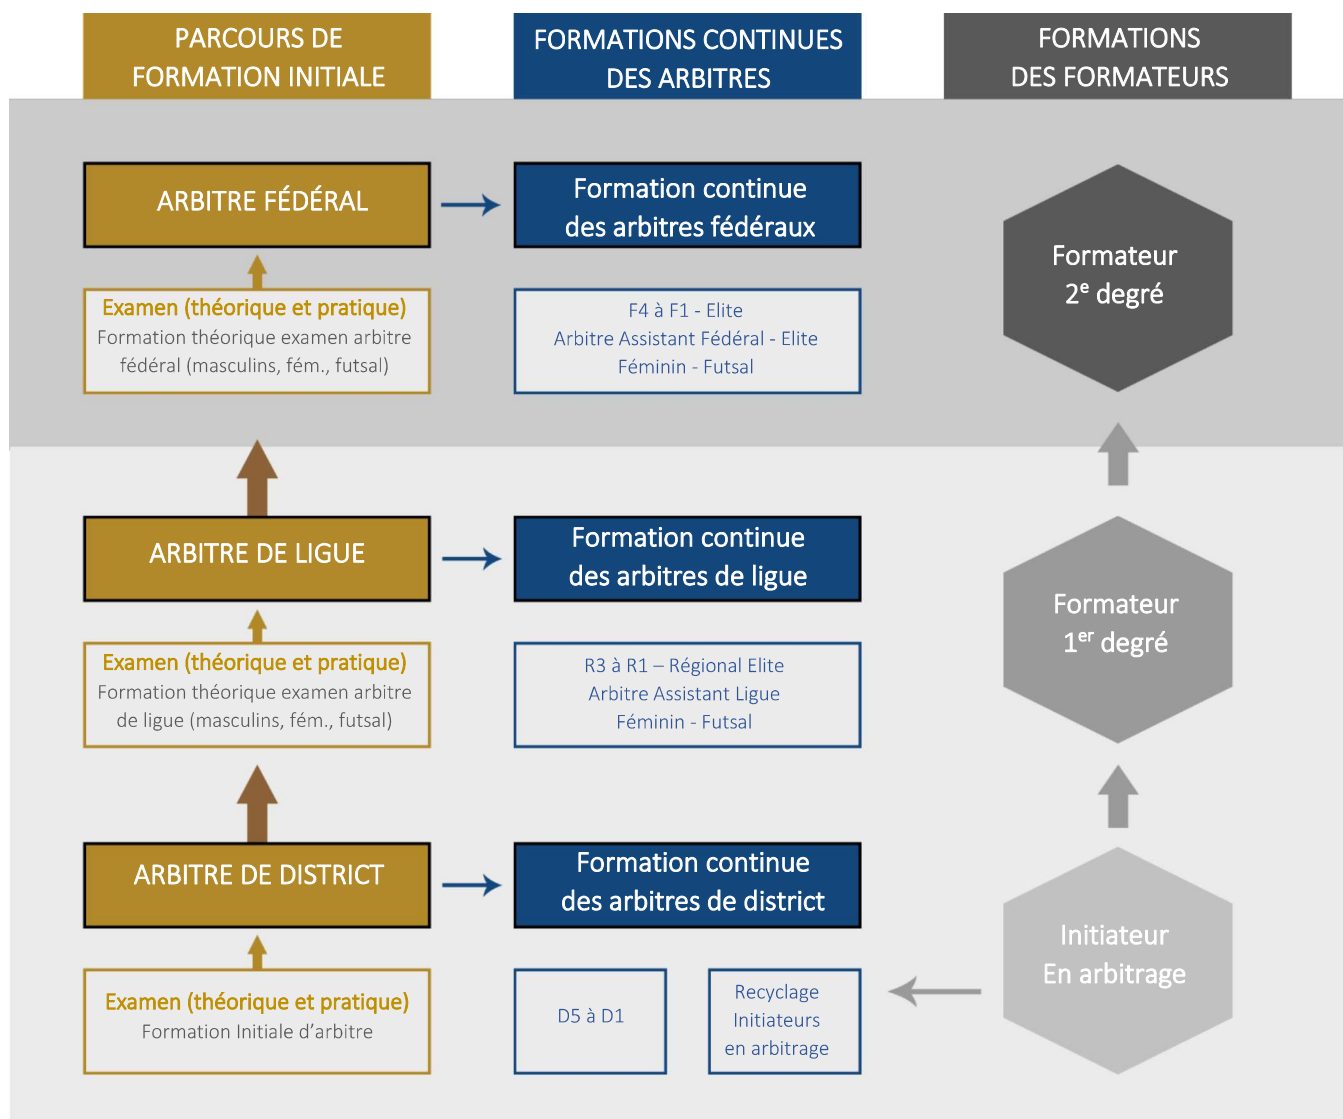 PARCOURS DE
FORMATION INITIALE
FORMATIONS CONTINUES
DES ARBITRES
FORMATIONS
DES FORMATEURS
ARBITRE FÉDÉRAL
Formation continue
des arbitres fédéraux
Examen (théorique et pratique)
Formation théorique examen arbitre
fédéral (masculins, fém., futsal)
F4 à F1 - Elite
Arbitre Assistant Fédéral - Elite
Féminin - Futsal
Formateur
2e degré
ARBITRE DE LIGUE
Formation continue
des arbitres de ligue
Examen (théorique et pratique)
Formation théorique examen arbitre
de ligue (masculins, fém., futsal)
R3 à R1 – Régional Elite
Arbitre Assistant Ligue
Féminin - Futsal
Formateur
1er degré
ARBITRE DE DISTRICT
Formation continue
des arbitres de district
Examen (théorique et pratique)
Formation Initiale d'arbitre
D5 à D1
Recyclage
Initiateurs
en arbitrage
Initiateur
En arbitrage